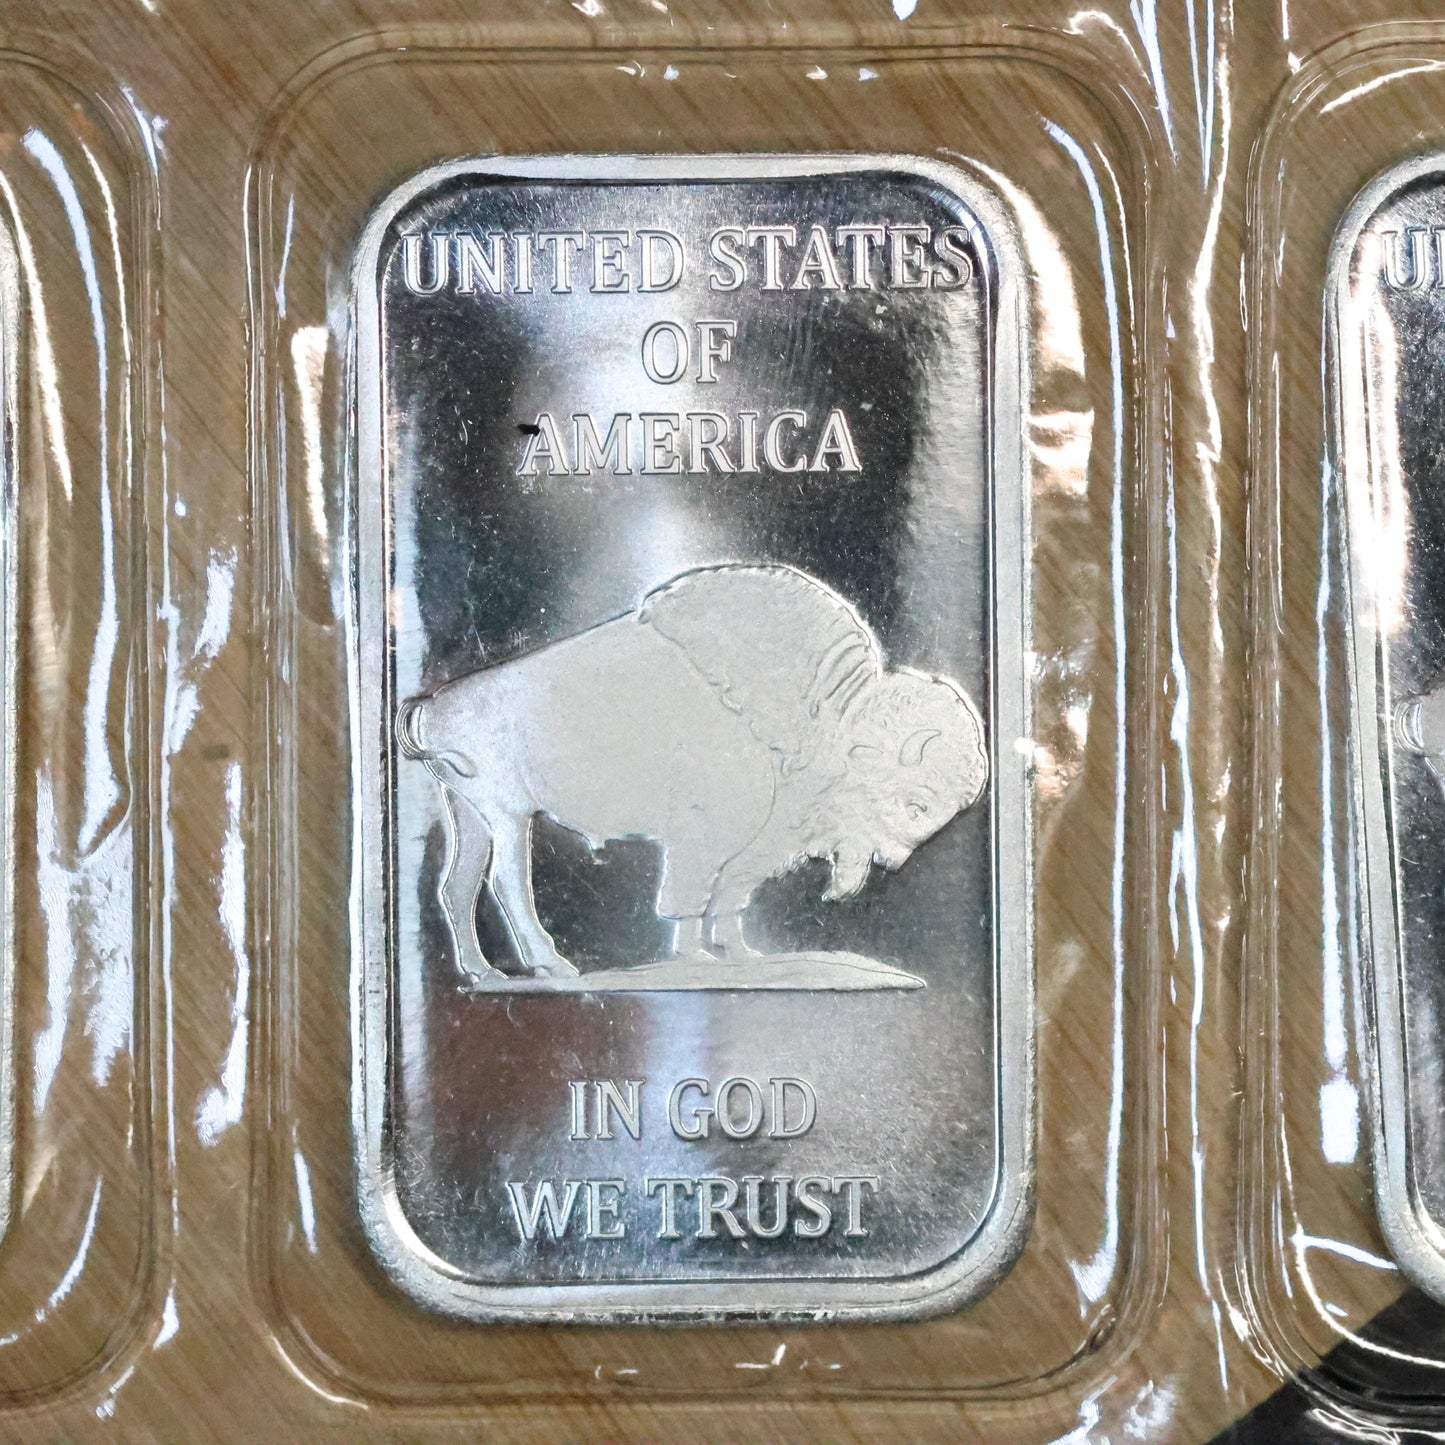 UNITED STATES
OF
AMERICA
IN GOD
WE TRUST